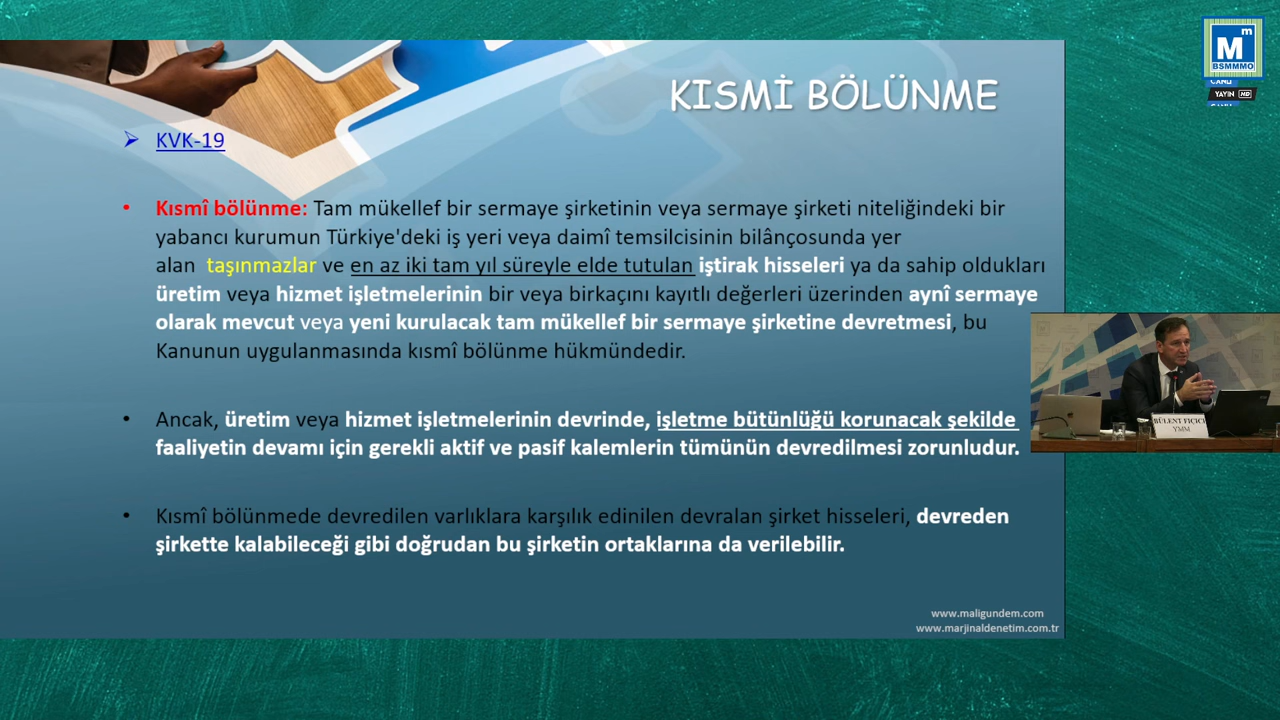 KISMİ BÖLÜNME
KVK-19
Kısmî bölünme: Tam mükellef bir sermaye şirketinin veya sermaye şirketi niteliğindeki bir
yabancı kurumun Türkiye'deki iş yeri veya daimî temsilcisinin bilânçosunda yer
alan taşınmazlar ve en az iki tam yıl süreyle elde tutulan iştirak hisseleri ya da sahip oldukları
üretim veya hizmet işletmelerinin bir veya birkaçını kayıtlı değerleri üzerinden aynî sermaye
olarak mevcut veya yeni kurulacak tam mükellef bir sermaye şirketine devretmesi, bu
Kanunun uygulanmasında kısmî bölünme hükmündedir.
Ancak, üretim veya hizmet işletmelerinin devrinde, işletme bütünlüğü korunacak şekilde
faaliyetin devamı için gerekli aktif ve pasif kalemlerin tümünün devredilmesi zorunludur.
Kısmî bölünmede devredilen varlıklara karşılık edinilen devralan şirket hisseleri, devreden
şirkette kalabileceği gibi doğrudan bu şirketin ortaklarına da verilebilir.
www.maligundem.com
www.marjinaldenetim.com.tr
Mm
BSMMMO
CANLI
YAYIN HD
CANLI
BÜLENT FIÇICI
YMM